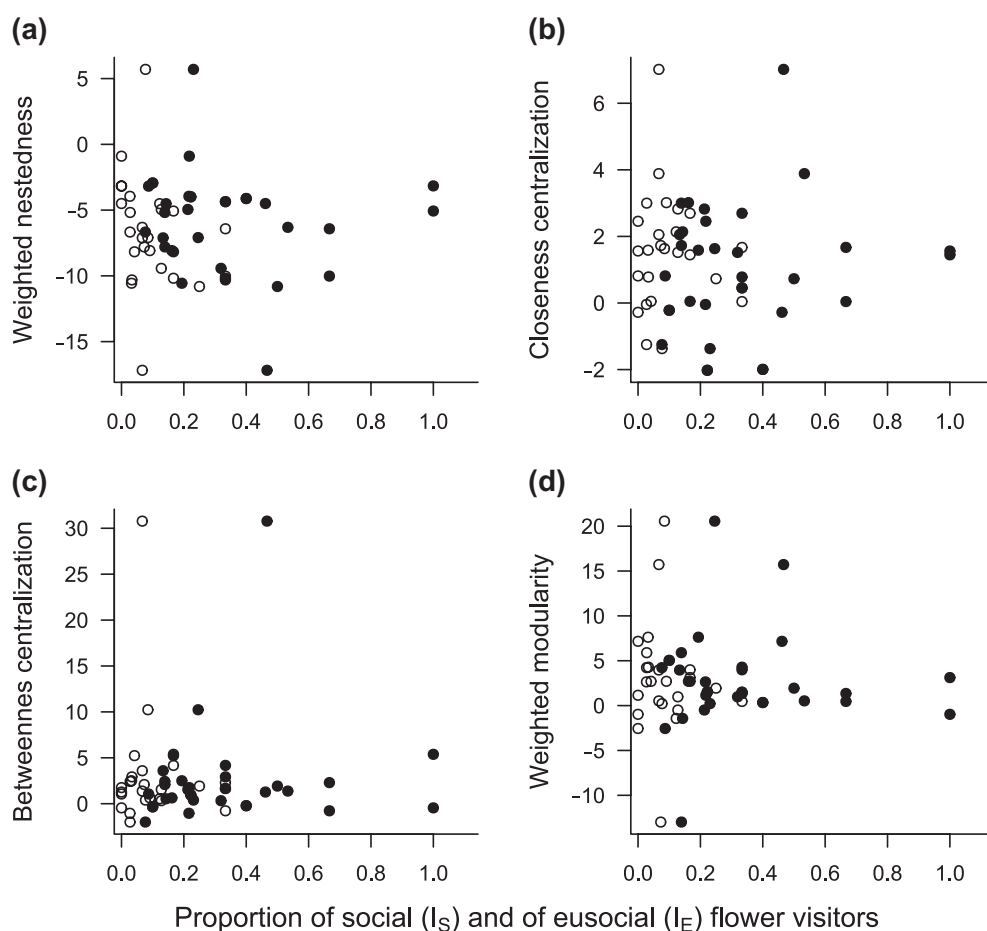 (a)
Weighted nestedness
5
0
−5
−10
−15
0.0 0.2 0.4 0.6 0.8 1.0
(b)
Closeness centralization
6
4
2
0
−2
0.0 0.2 0.4 0.6 0.8 1.0
(c)
Betweennes centralization
30
25
20
15
10
5
0
0.0 0.2 0.4 0.6 0.8 1.0
(d)
Weighted modularity
20
15
10
5
0
−5
−10
0.0 0.2 0.4 0.6 0.8 1.0
Proportion of social (I_S) and of eusocial (I_E) flower visitors